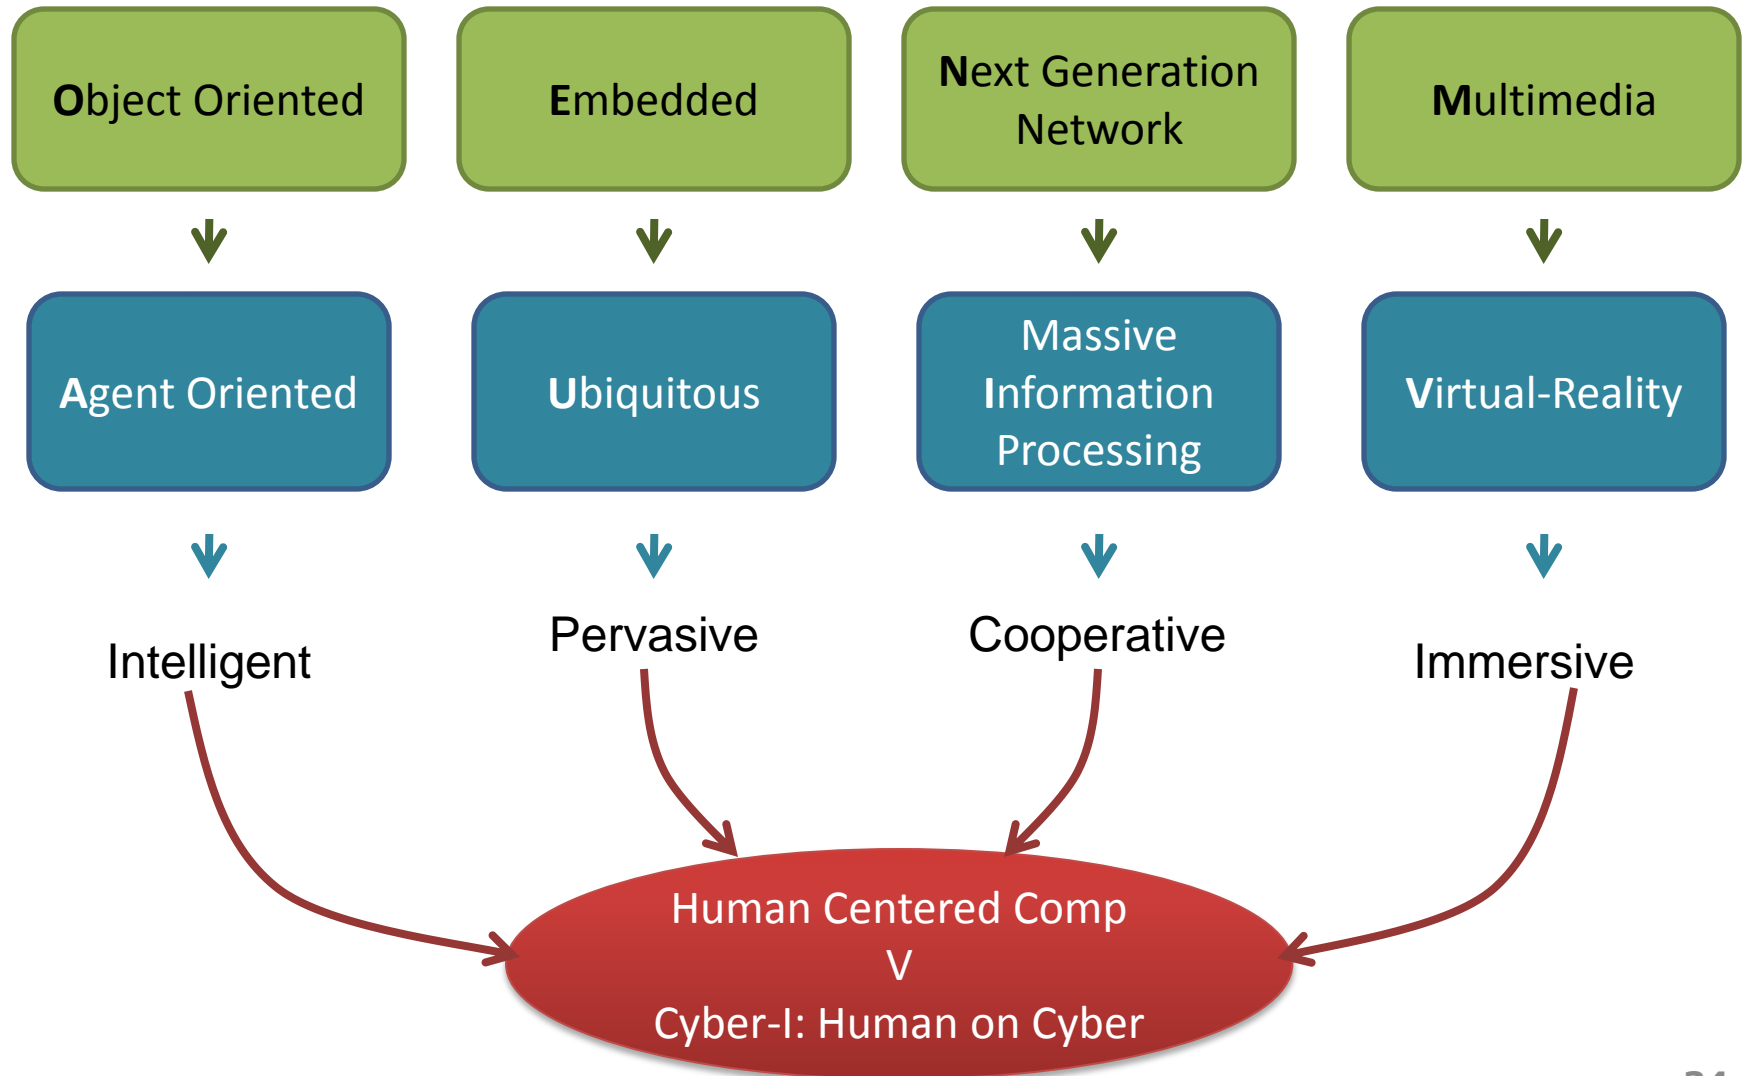 Object Oriented
Embedded
Next Generation
Network
Multimedia
Agent Oriented
Ubiquitous
Massive
Information
Processing
Virtual-Reality
Intelligent
Pervasive
Cooperative
Immersive
Human Centered Comp
V
Cyber-I: Human on Cyber